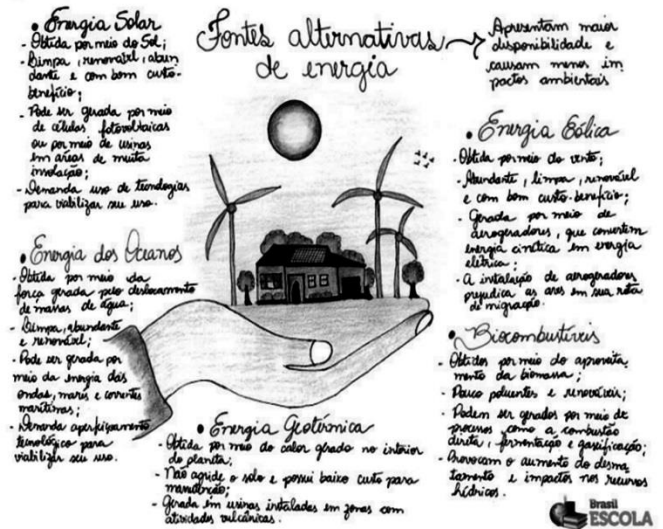 Fontes alternativas
de energia
Apresentam maior
disponibilidade e
causam menos im
pactos ambientais
• Energia Solar
- Obtida por meio do Sol;
- Limpa, renovável, abun
dante e com bom custo-
benefício;
- Pode ser gerada por meio
de células fotovoltaicas
ou por meio de usinas
em áreas de muita
insolação;
- Demanda uso de tecnologias
para viabilizar seu uso.
• Energia dos Oceanos
- Obtida por meio da
força gerada pelo deslocamento
de massas de água;
- Limpa, abundante
e renovável;
- Pode ser gerada por
meio da energia das
ondas, marés e correntes
marítimas;
- Demanda aperfeiçoamento
tecnológico para
viabilizar seu uso.
• Energia Geotérmica
- Obtida por meio do calor gerado no interior
do planeta;
- Não agride o solo e possui baixo custo para
manutenção;
- Gerada em usinas instaladas em zonas com
atividades vulcânicas.
• Energia Eólica
- Obtida por meio do vento;
- Abundante, limpa, renovável
e com bom custo-benefício;
- Gerada por meio de
aerogeradores, que convertem
energia cinética em energia
elétrica;
- A instalação de aerogeradores
prejudica as aves em sua rota
de migração.
• Biocombustíveis
- Obtidos por meio do aproveita
mento da biomassa;
- Pouco poluentes e renováveis;
- Podem ser gerados por meio de
processos como a combustão
direta, fermentação e gaseificação;
- Provocam o aumento do desma
tamento e impactos nos recursos
hídricos.
Brasil
ESCOLA